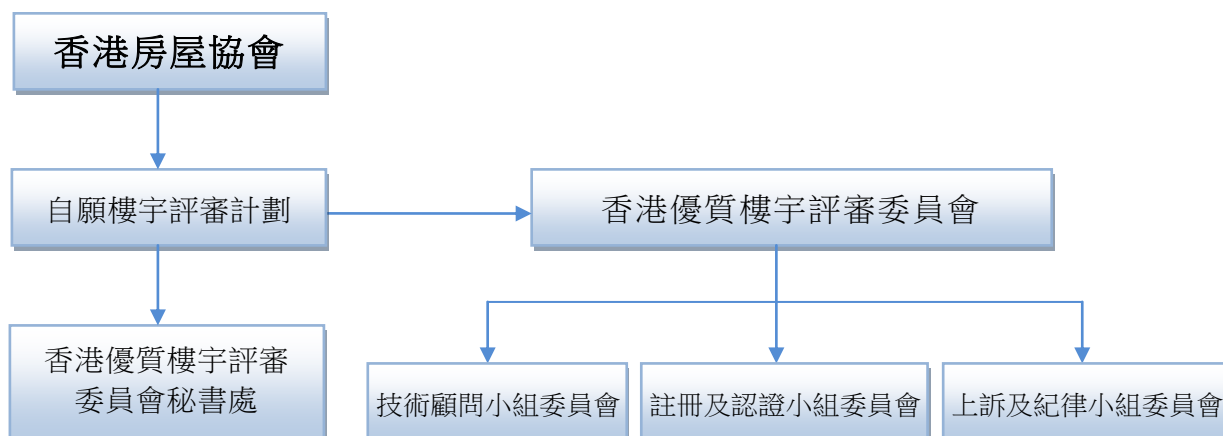 香港房屋協會
自願樓宇評審計劃
香港優質樓宇評審委員會
香港優質樓宇評審
委員會秘書處
技術顧問小組委員會
註冊及認證小組委員會
上訴及紀律小組委員會